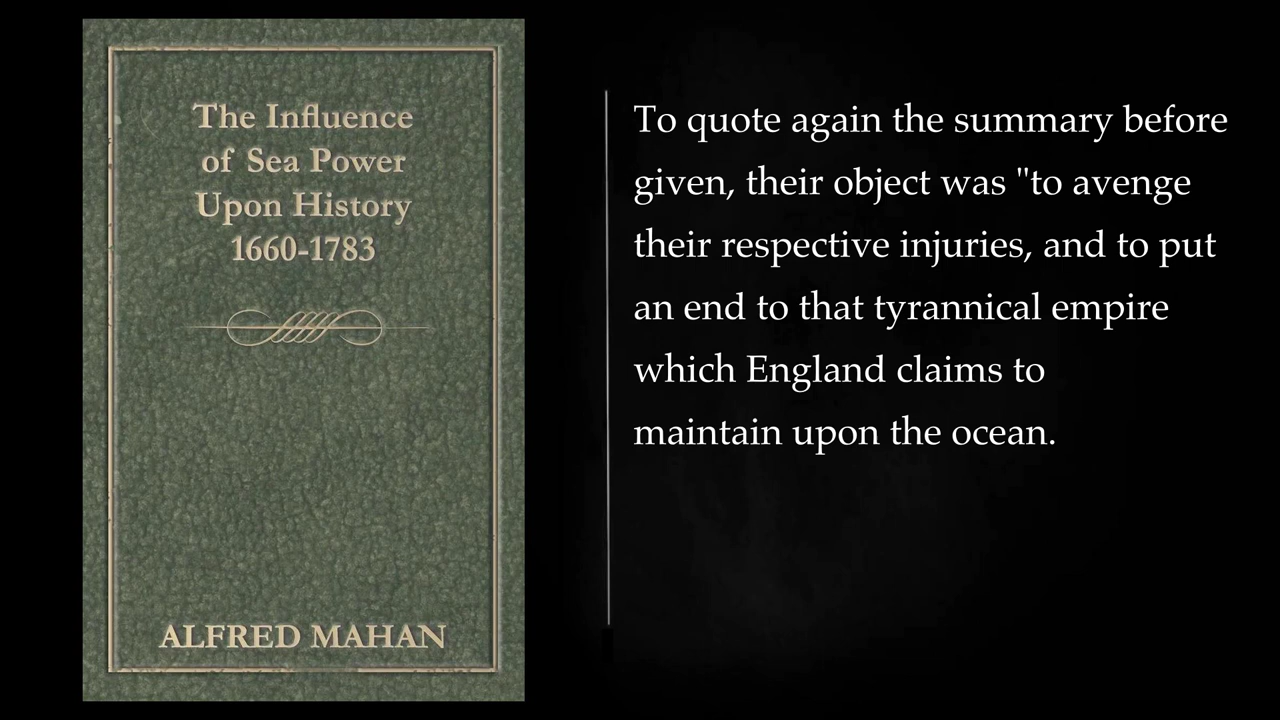 The Influence
of Sea Power
Upon History
1660-1783
ALFRED MAHAN
To quote again the summary before
given, their object was "to avenge
their respective injuries, and to put
an end to that tyrannical empire
which England claims to
maintain upon the ocean.